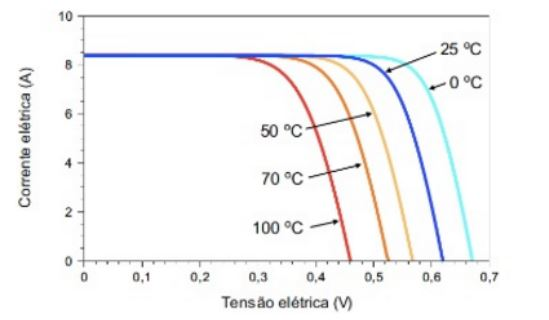 10
8
6
4
2
0
Corrente elétrica (A)
25 ºC
0 ºC
50 ºC
70 ºC
100 ºC
0 0,1 0,2 0,3 0,4 0,5 0,6 0,7
Tensão elétrica (V)